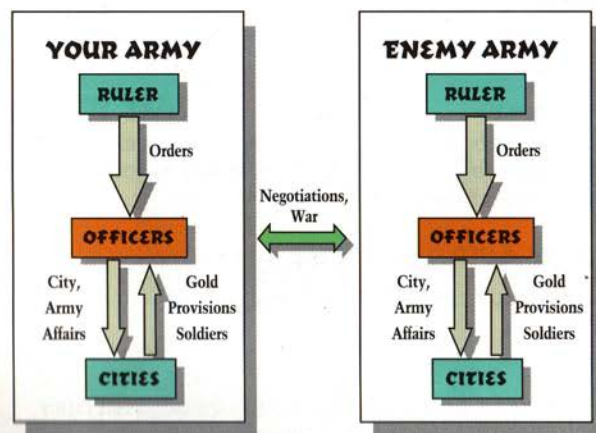 YOUR ARMY
RULER
Orders
OFFICERS
City,
Army
Affairs
Gold
Provisions
Soldiers
CITIES
Negotiations,
War
ENEMY ARMY
RULER
Orders
OFFICERS
City,
Army
Affairs
Gold
Provisions
Soldiers
CITIES